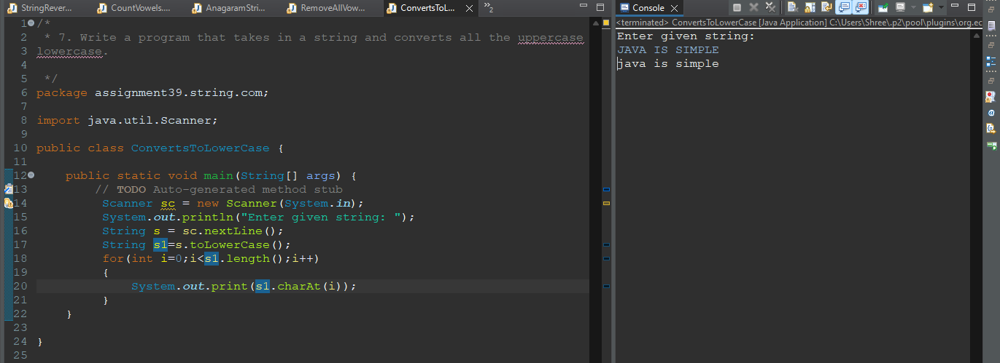 StringRever... CountVowels.... AnagaramStri... RemoveAllVow... ConvertsToL... »2
1 /*
2  * 7. Write a program that takes in a string and converts all the uppercase
3 lowercase.
4
5  */
6 package assignment39.string.com;
7
8 import java.util.Scanner;
9
10 public class ConvertsToLowerCase {
11
12     public static void main(String[] args) {
13         // TODO Auto-generated method stub
14          Scanner sc = new Scanner(System.in);
15          System.out.println("Enter given string: ");
16          String s = sc.nextLine();
17          String s1=s.toLowerCase();
18          for(int i=0;i<s1.length();i++)
19          {
20              System.out.print(s1.charAt(i));
21          }
22     }
23
24 }
25
Console
<terminated> ConvertsToLowerCase [Java Application] C:\Users\Shree\.p2\pool\plugins\org.ec
Enter given string:
JAVA IS SIMPLE
java is simple